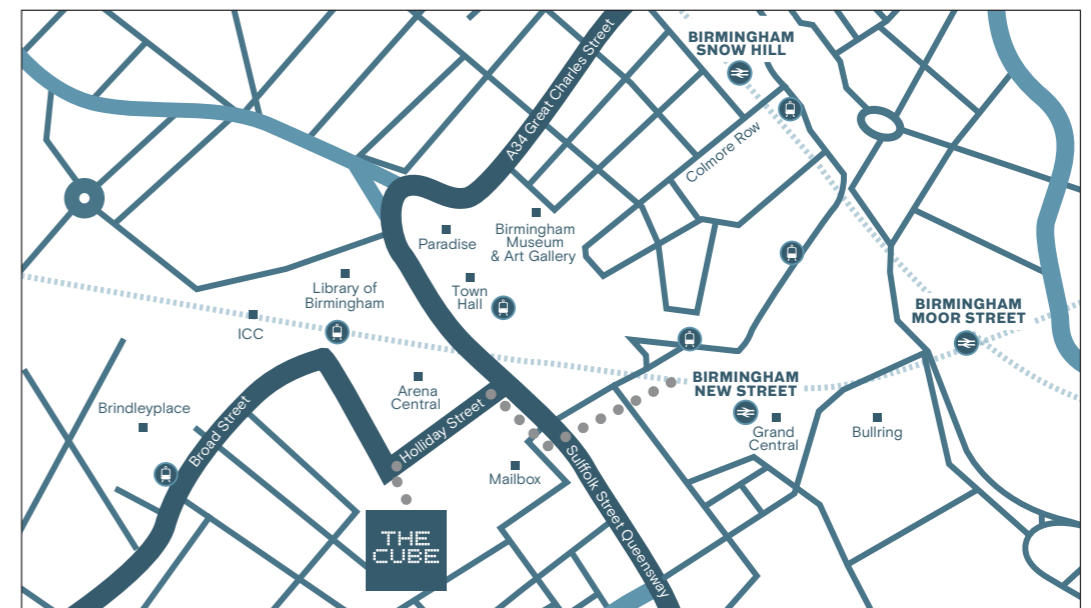 BIRMINGHAM
SNOW HILL
A34 Great Charles Street
Colmore Row
Paradise
Birmingham
Museum
& Art Gallery
Library of
Birmingham
Town
Hall
ICC
BIRMINGHAM
MOOR STREET
BIRMINGHAM
NEW STREET
Arena
Central
Brindleyplace
Broad Street
Holliday Street
Grand
Central
Bullring
Mailbox
Sulffolk Street Queensway
THE
CUBE